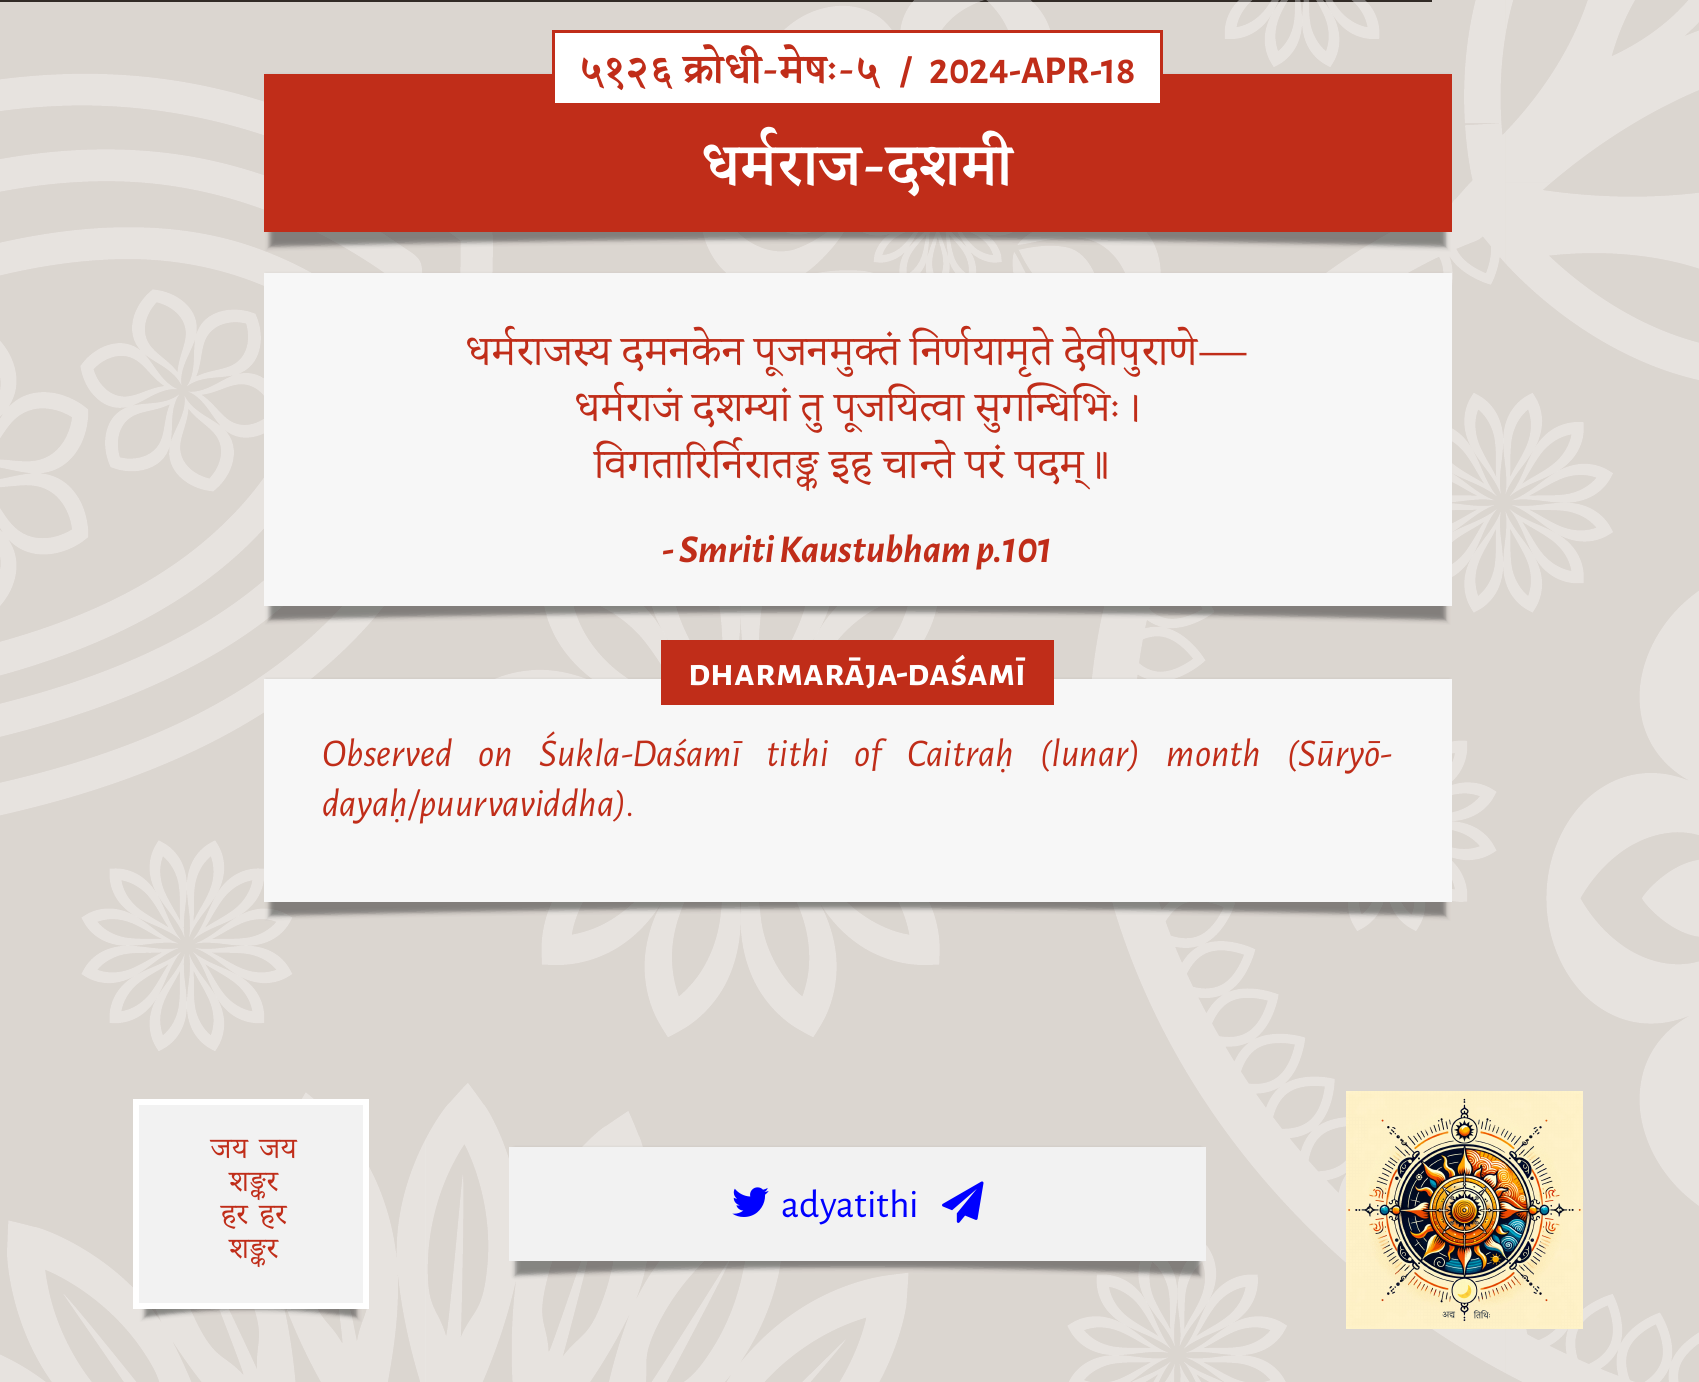 ५१२६ क्रोधी-मेषः-५ / 2024-APR-18
धर्मराज-दशमी
धर्मराजस्य दमनकेन पूजनमुक्तं निर्णयामृते देवीपुराणे—
धर्मराजं दशम्यां तु पूजयित्वा सुगन्धिभिः।
विगतारिर्निरातङ्क इह चान्ते परं पदम्॥
- Smriti Kaustubham p.101
DHARMARĀJA-DAŚAMĪ
Observed on Śukla-Daśamī tithi of Caitraḥ (lunar) month (Sūryō-
dayaḥ/puurvaviddha).
जय जय
शङ्कर
हर हर
शङ्कर
adyatithi
अद्य तिथिः